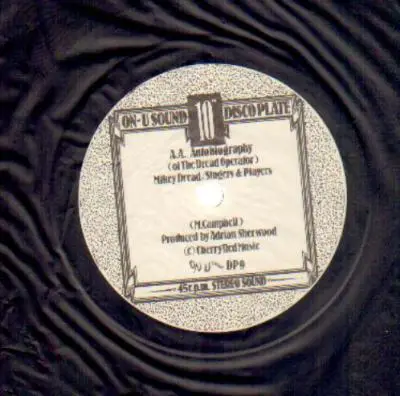 ON-U SOUND 10" DISCO PLATE
A.A. Autobiography
(of The Dread Operator)
Mikey Dread/Singers & Players
(M.Campbell)
Produced by Adrian Sherwood
© Cherry Red Music
DP9
45r.p.m. STEREO SOUND